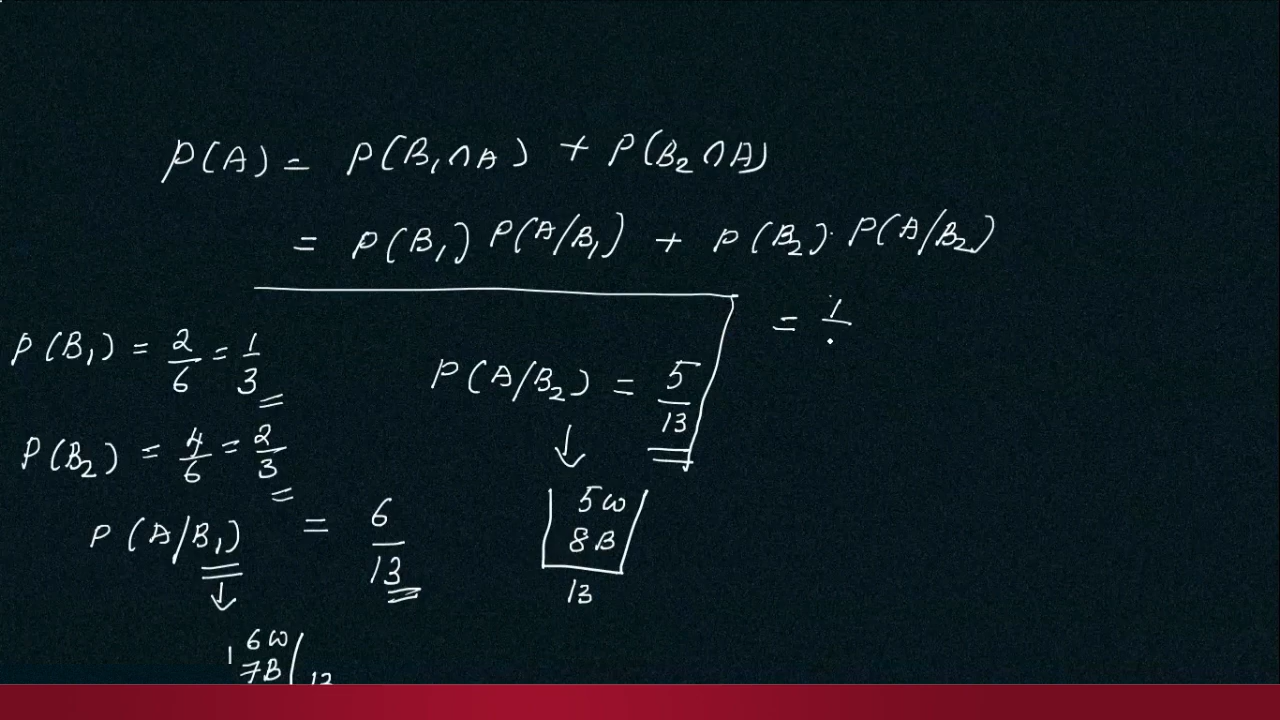 P(A) = P(B₁∩A) + P(B₂∩A)
= P(B₁) P(A/B₁) + P(B₂). P(A/B₂)
P(B₁) = 2/6 = 1/3
= 1/
P(A/B₂) = 5/13
P(B₂) = 4/6 = 2/3
5W
8B
13
P(A/B₁) = 6/13
6W
7B